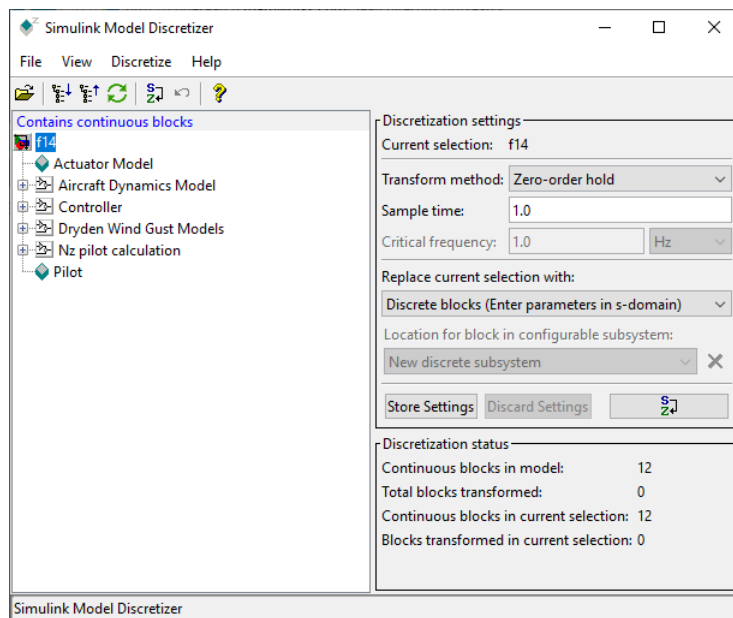 Simulink Model Discretizer
File View Discretize Help
Contains continuous blocks
f14
Actuator Model
Aircraft Dynamics Model
Controller
Dryden Wind Gust Models
Nz pilot calculation
Pilot
Discretization settings
Current selection: f14
Transform method: Zero-order hold
Sample time: 1.0
Critical frequency: 1.0 Hz
Replace current selection with:
Discrete blocks (Enter parameters in s-domain)
Location for block in configurable subsystem:
New discrete subsystem
Store Settings Discard Settings
Discretization status
Continuous blocks in model: 12
Total blocks transformed: 0
Continuous blocks in current selection: 12
Blocks transformed in current selection: 0
Simulink Model Discretizer